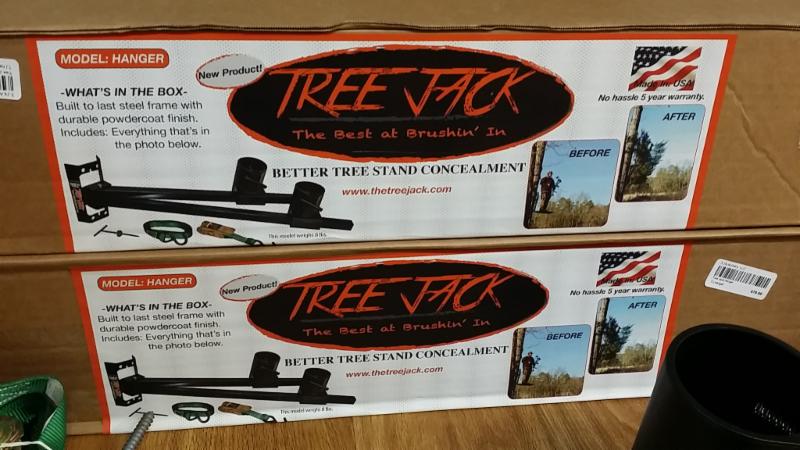 MODEL: HANGER
New Product!
TREE JACK
The Best at Brushin' In
Made in USA!
No hassle 5 year warranty.
-WHAT'S IN THE BOX-
Built to last steel frame with
durable powdercoat finish.
Includes: Everything that's in
the photo below.
BETTER TREE STAND CONCEALMENT
www.thetreejack.com
BEFORE
AFTER
This model weighs 8 lbs.
MODEL: HANGER
New Product!
TREE JACK
The Best at Brushin' In
Made in USA!
No hassle 5 year warranty.
-WHAT'S IN THE BOX-
Built to last steel frame with
durable powdercoat finish.
Includes: Everything that's in
the photo below.
BETTER TREE STAND CONCEALMENT
www.thetreejack.com
BEFORE
AFTER
This model weighs 8 lbs.